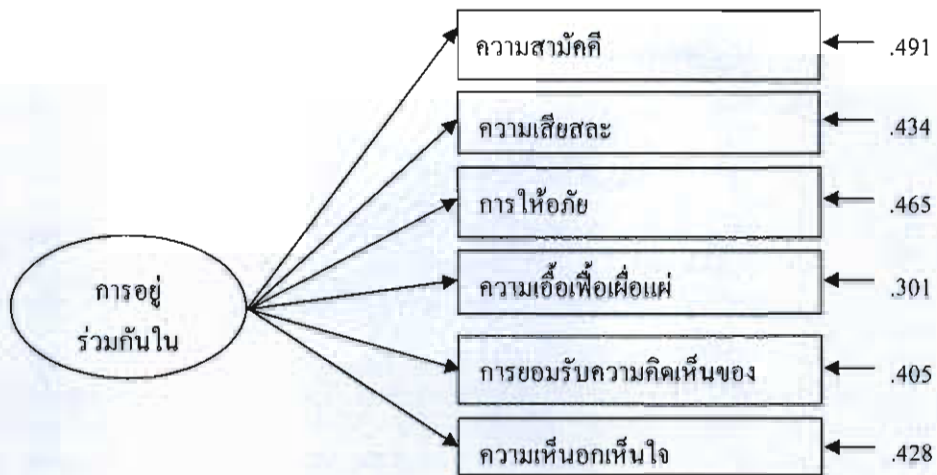 ความสามัคคี
.491
ความเสียสละ
.434
การให้อภัย
.465
การอยู่
ร่วมกันใน
ความเอื้อเฟื้อเผื่อแผ่
.301
การยอมรับความคิดเห็นของ
.405
ความเห็นอกเห็นใจ
.428